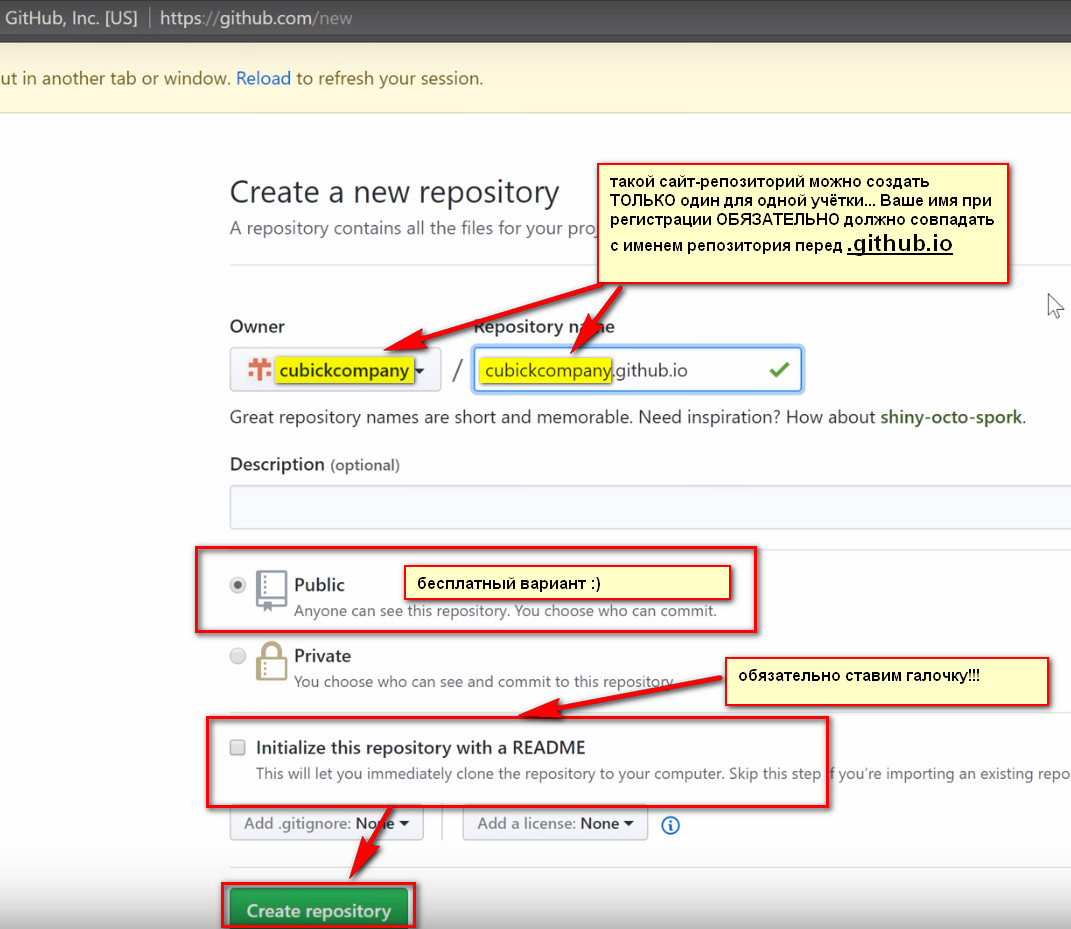 GitHub, Inc. [US] https://github.com/new
ut in another tab or window. Reload to refresh your session.
Create a new repository
A repository contains all the files for your proj
такой сайт-репозиторий можно создать
ТОЛЬКО один для одной учётки... Ваше имя при
регистрации ОБЯЗАТЕЛЬНО должно совпадать
с именем репозитория перед .github.io
Owner
Repository name
cubickcompany / cubickcompany.github.io
Great repository names are short and memorable. Need inspiration? How about shiny-octo-spork.
Description (optional)
Public
бесплатный вариант :)
Anyone can see this repository. You choose who can commit.
Private
You choose who can see and commit to this repository.
обязательно ставим галочку!!!
Initialize this repository with a README
This will let you immediately clone the repository to your computer. Skip this step if you’re importing an existing repo
Add .gitignore: None
Add a license: None
Create repository